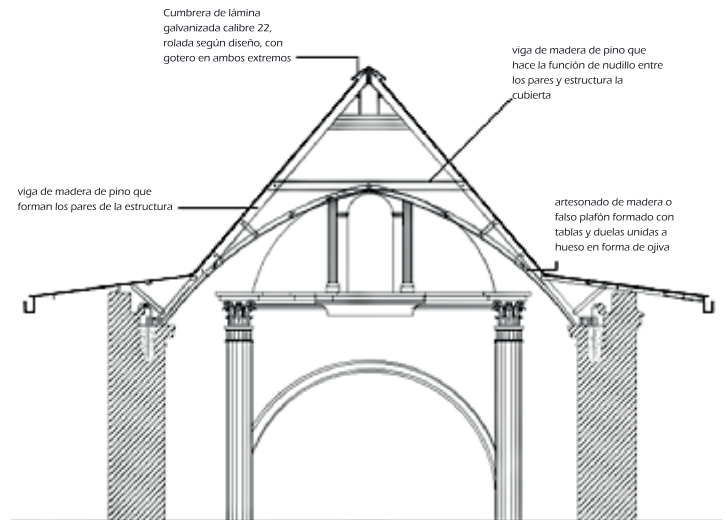 Cumbrera de lámina
galvanizada calibre 22,
rolada según diseño, con
gotero en ambos extremos
viga de madera de pino que
hace la función de nudillo entre
los pares y estructura la
cubierta
viga de madera de pino que
forman los pares de la estructura
artesonado de madera o
falso plafón formado con
tablas y duelas unidas a
hueso en forma de ojiva